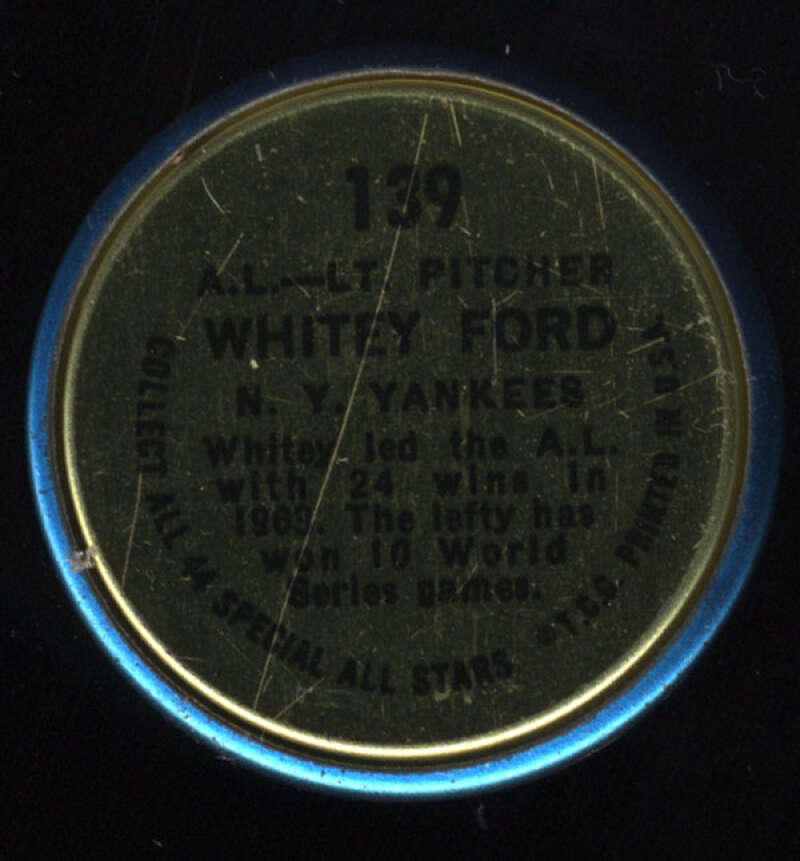 139
A.L.—LT. PITCHER
WHITEY FORD
N. Y. YANKEES
Whitey led the A.L.
with 24 wins in
1963. The lefty has
won 10 World
Series games.
COLLECT ALL 44 SPECIAL ALL STARS
©T.C.G. PRINTED IN U.S.A.